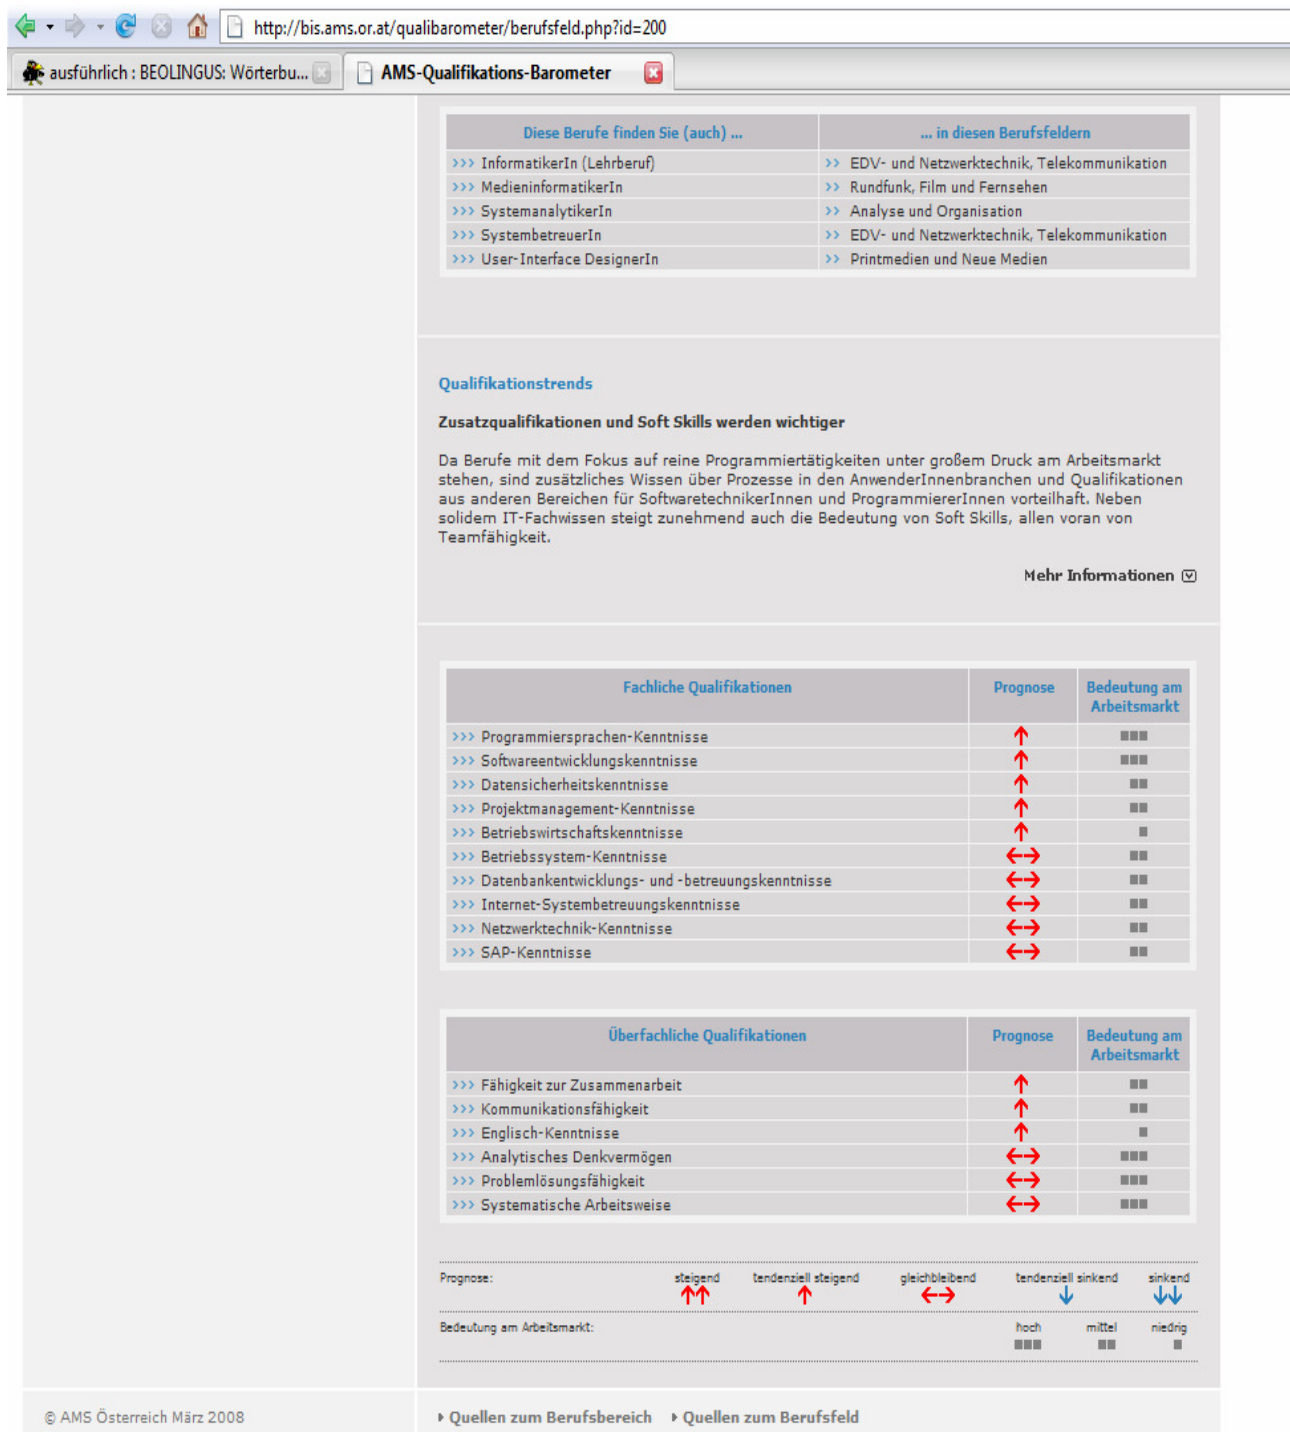 http://bis.ams.or.at/qualibarometer/berufsfeld.php?id=200
ausführlich : BEOLINGUS: Wörterbu... AMS-Qualifikations-Barometer
Diese Berufe finden Sie (auch) ... ... in diesen Berufsfeldern
>>> InformatikerIn (Lehrberuf) >> EDV- und Netzwerktechnik, Telekommunikation
>>> MedieninformatikerIn >> Rundfunk, Film und Fernsehen
>>> SystemanalytikerIn >> Analyse und Organisation
>>> SystembetreuerIn >> EDV- und Netzwerktechnik, Telekommunikation
>>> User-Interface DesignerIn >> Printmedien und Neue Medien
Qualifikationstrends
Zusatzqualifikationen und Soft Skills werden wichtiger
Da Berufe mit dem Fokus auf reine Programmiertätigkeiten unter großem Druck am Arbeitsmarkt
stehen, sind zusätzliches Wissen über Prozesse in den AnwenderInnenbranchen und Qualifikationen
aus anderen Bereichen für SoftwaretechnikerInnen und ProgrammiererInnen vorteilhaft. Neben
solidem IT-Fachwissen steigt zunehmend auch die Bedeutung von Soft Skills, allen voran von
Teamfähigkeit.
Mehr Informationen
Fachliche Qualifikationen Prognose Bedeutung am
Arbeitsmarkt
>>> Programmiersprachen-Kenntnisse
>>> Softwareentwicklungskenntnisse
>>> Datensicherheitskenntnisse
>>> Projektmanagement-Kenntnisse
>>> Betriebswirtschaftskenntnisse
>>> Betriebssystem-Kenntnisse
>>> Datenbankentwicklungs- und -betreuungskenntnisse
>>> Internet-Systembetreuungskenntnisse
>>> Netzwerktechnik-Kenntnisse
>>> SAP-Kenntnisse
Überfachliche Qualifikationen Prognose Bedeutung am
Arbeitsmarkt
>>> Fähigkeit zur Zusammenarbeit
>>> Kommunikationsfähigkeit
>>> Englisch-Kenntnisse
>>> Analytisches Denkvermögen
>>> Problemlösungsfähigkeit
>>> Systematische Arbeitsweise
Prognose: steigend tendenziell steigend gleichbleibend tendenziell sinkend sinkend
Bedeutung am Arbeitsmarkt: hoch mittel niedrig
© AMS Österreich März 2008 Quellen zum Berufsbereich Quellen zum Berufsfeld